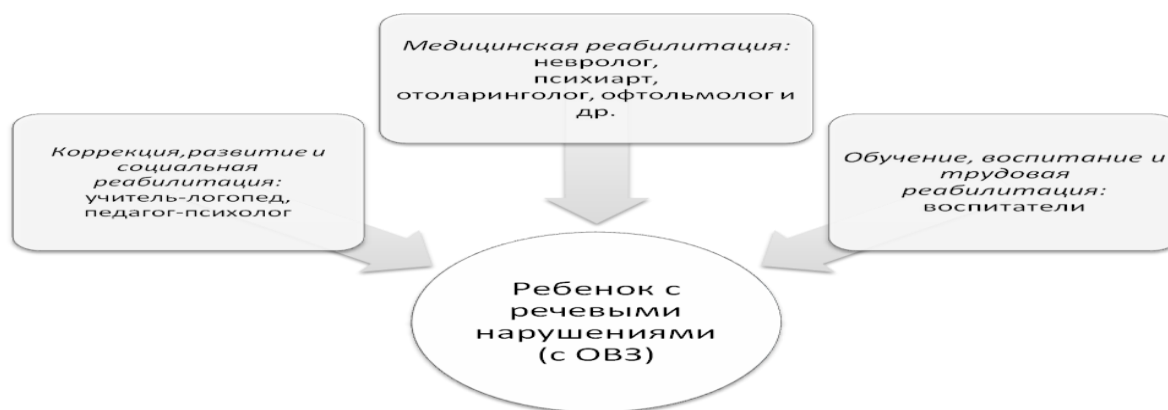 Медицинская реабилитация:
невролог,
психиарт,
отоларинголог, офтольмолог и
др.
Коррекция,развитие и
социальная
реабилитация:
учитель-логопед,
педагог-психолог
Обучение, воспитание и
трудовая
реабилитация:
воспитатели
Ребенок с
речевыми
нарушениями
(с ОВЗ)